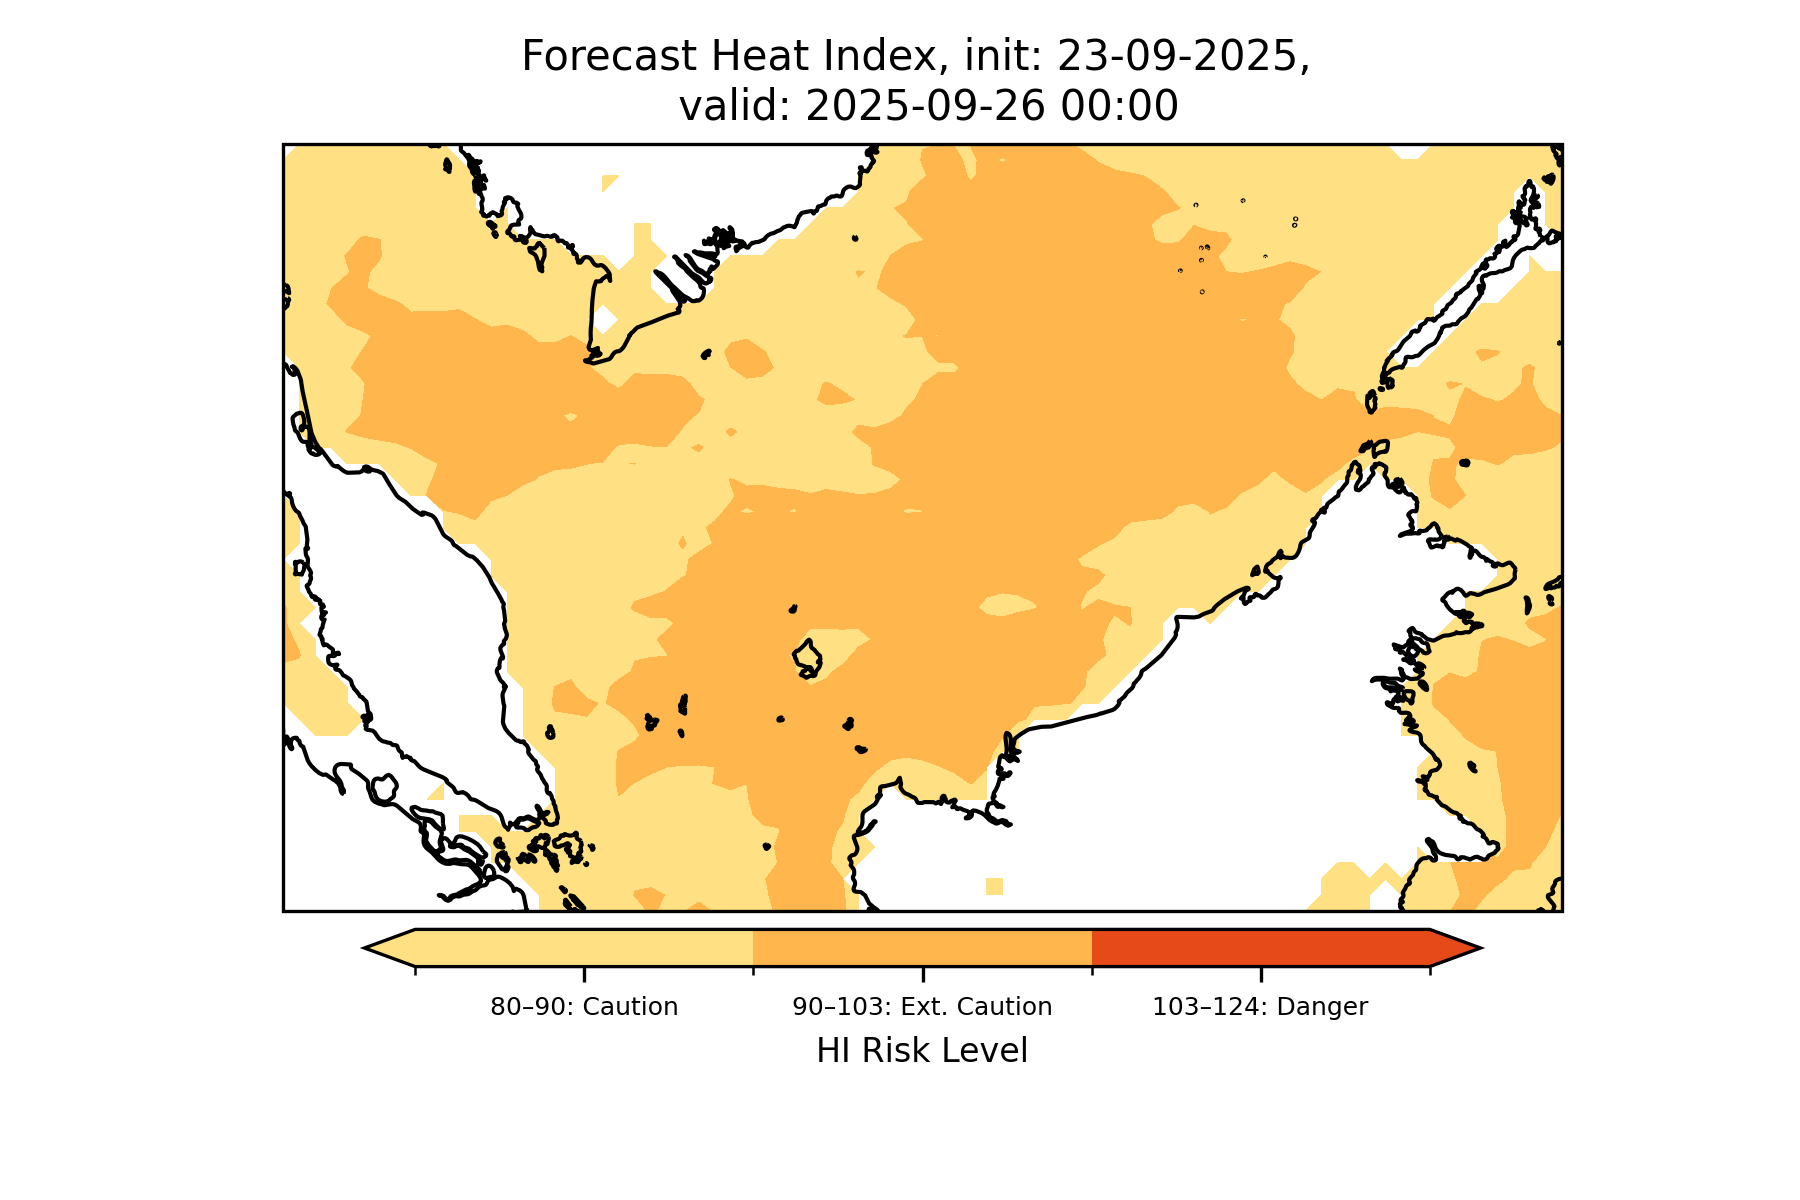 Forecast Heat Index, init: 23-09-2025,
valid: 2025-09-26 00:00
80–90: Caution
90–103: Ext. Caution
103–124: Danger
HI Risk Level